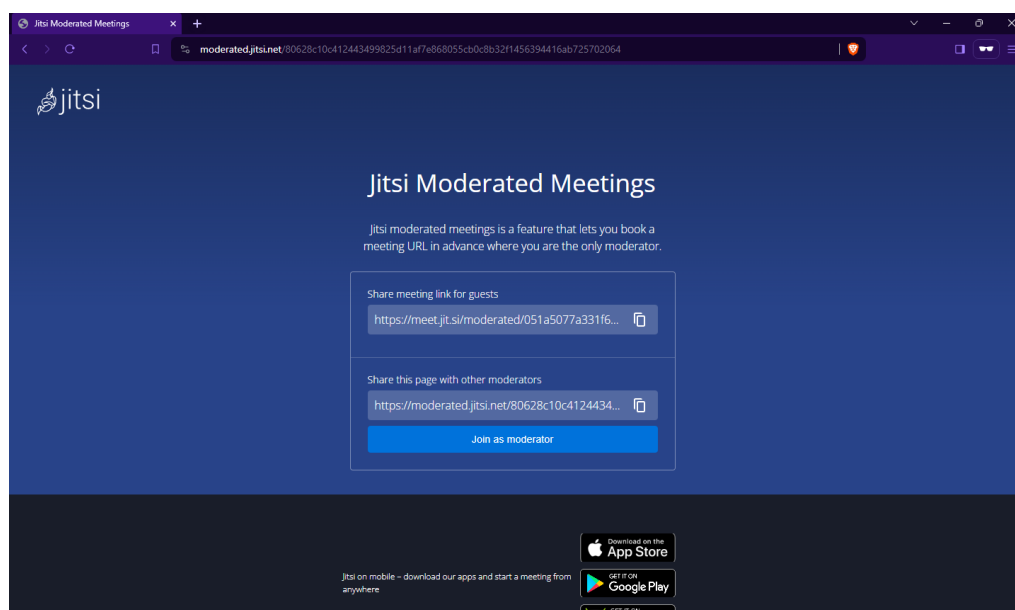 Jitsi Moderated Meetings
moderated.jitsi.net/80628c10c412443499825d11af7e868055cb0c8b32f1456394416ab725702064
jitsi
Jitsi Moderated Meetings
Jitsi moderated meetings is a feature that lets you book a
meeting URL in advance where you are the only moderator.
Share meeting link for guests
https://meet.jit.si/moderated/051a5077a331f6...
Share this page with other moderators
https://moderated.jitsi.net/80628c10c4124434...
Join as moderator
Download on the
App Store
Jitsi on mobile – download our apps and start a meeting from
anywhere
GET IT ON
Google Play
GET IT ON